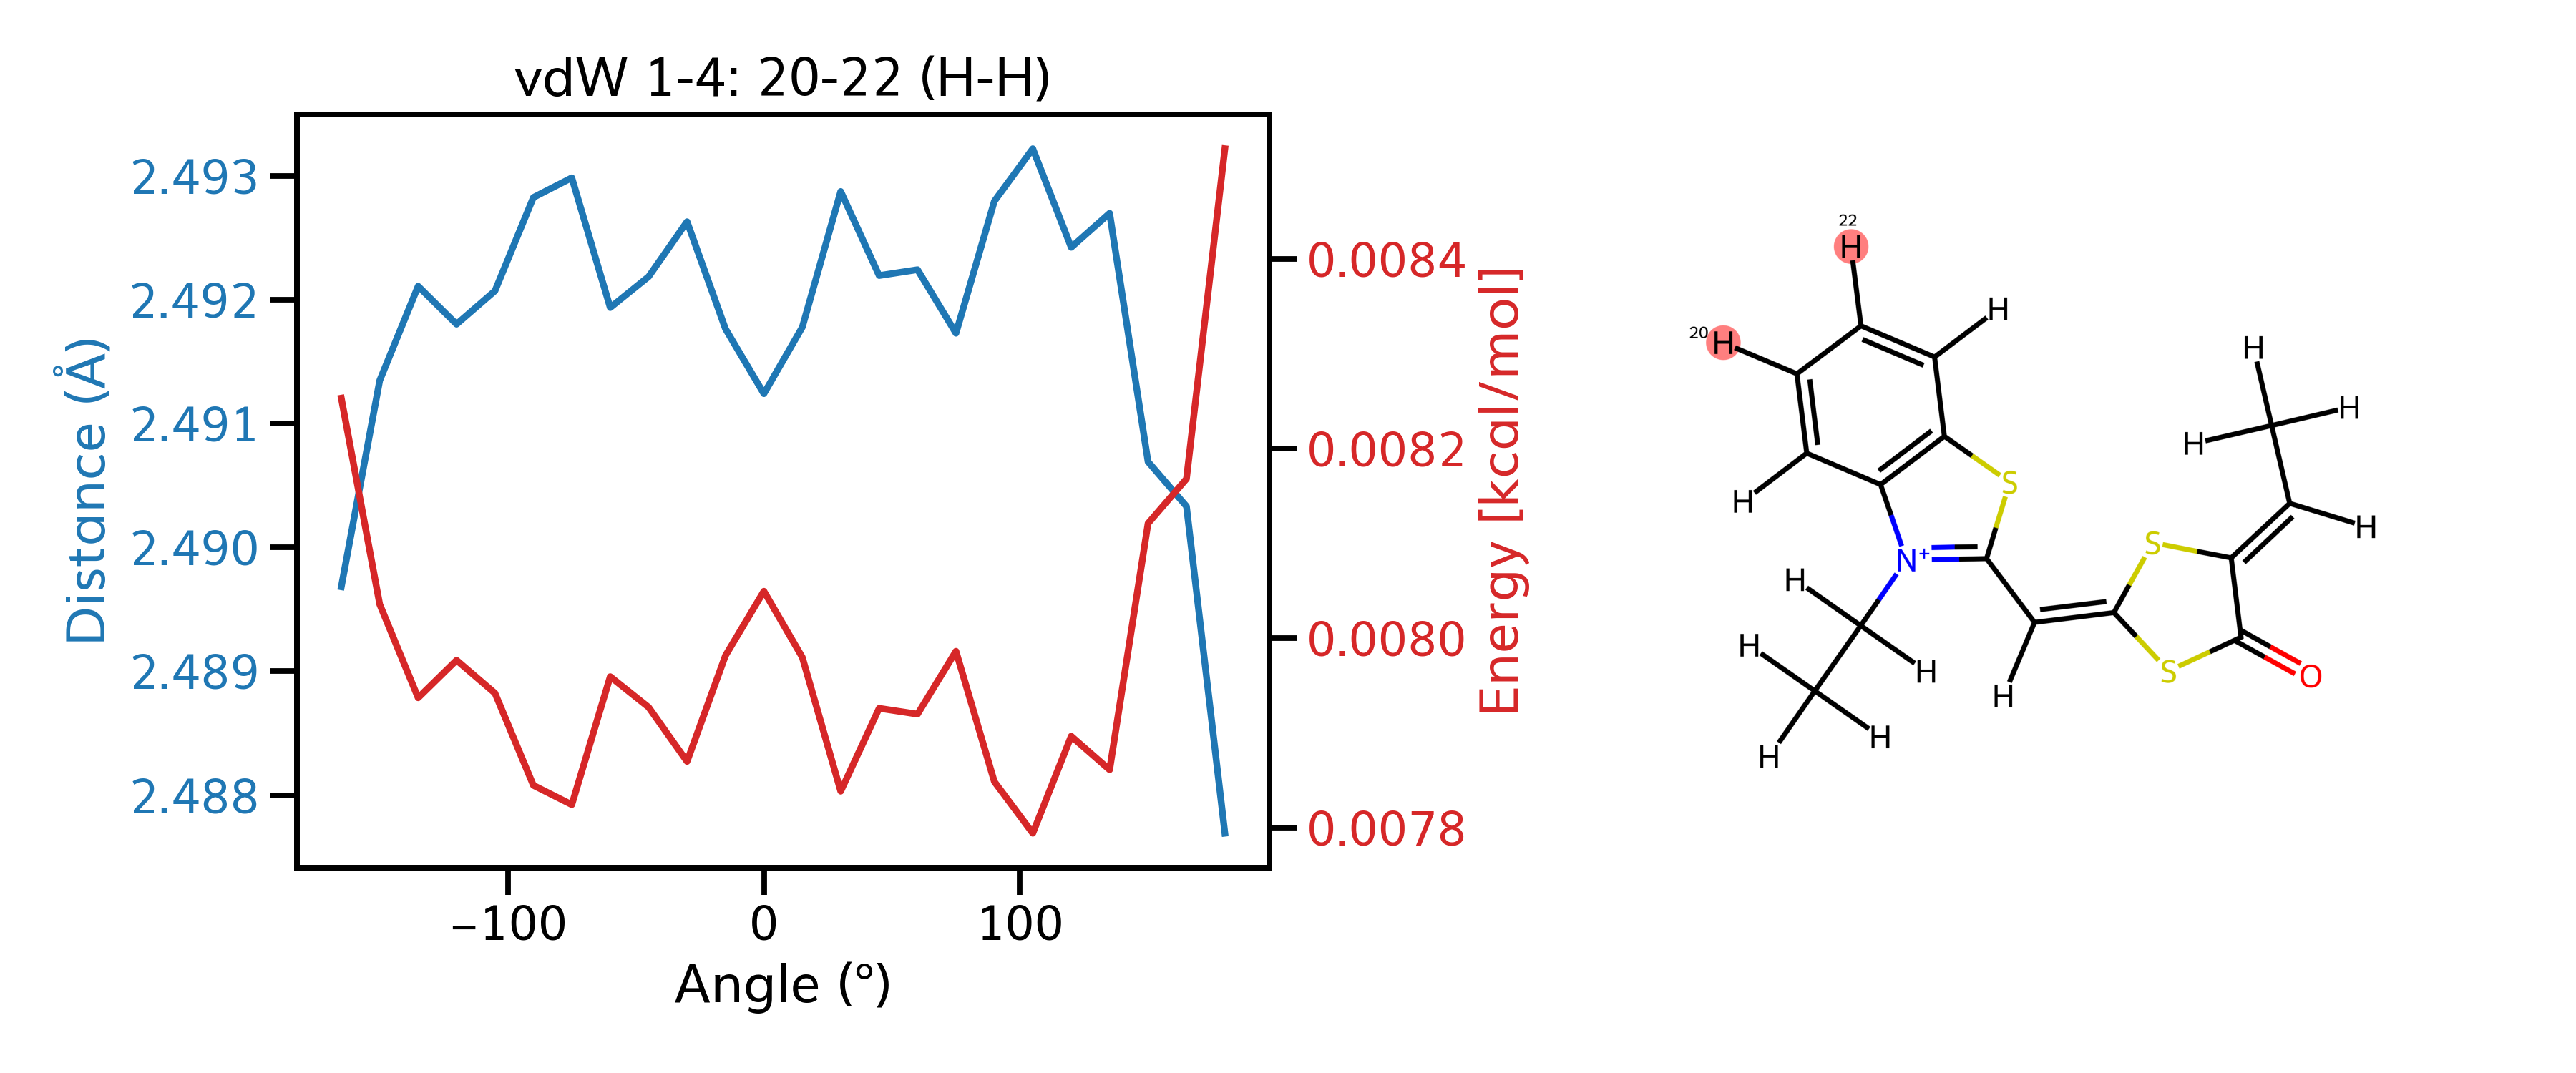 vdW 1-4: 20-22 (H-H)
Distance (Å)
2.493
2.492
2.491
2.490
2.489
2.488
−100
0
100
Angle (°)
0.0084
0.0082
0.0080
0.0078
Energy [kcal/mol]
22
H
H
20
H
H
H
H
H
S
H
S
N+
H
H
H
H
S
O
H
H
H